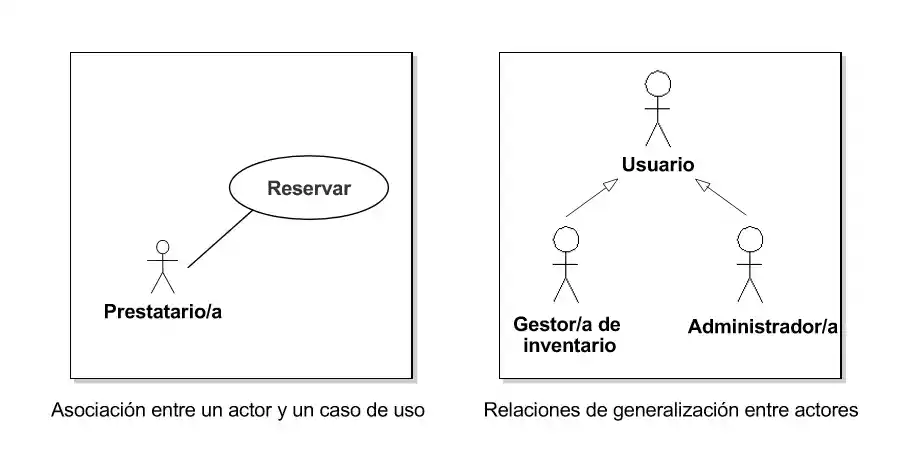 Reservar
Prestatario/a
Asociación entre un actor y un caso de uso
Usuario
Gestor/a de
inventario
Administrador/a
Relaciones de generalización entre actores